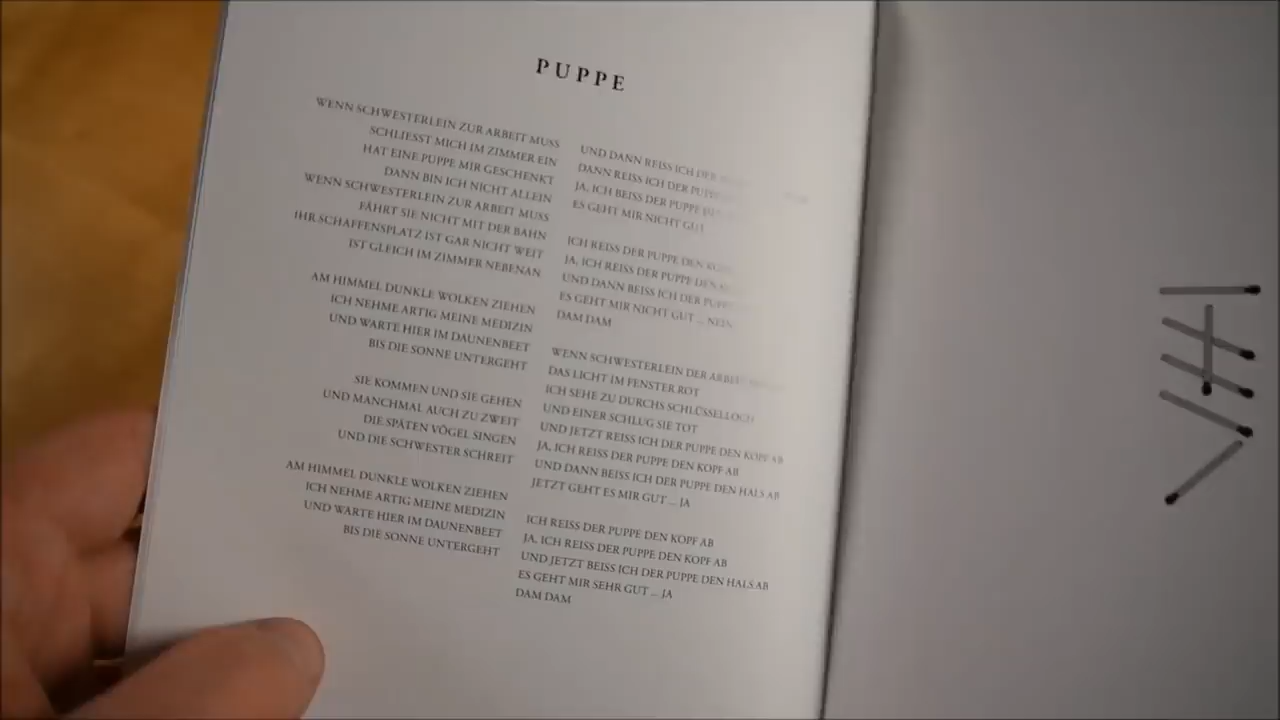 PUPPE
WENN SCHWESTERLEIN ZUR ARBEIT MUSS
SCHLIESST MICH IM ZIMMER EIN
HAT EINE PUPPE MIR GESCHENKT
DANN BIN ICH NICHT ALLEIN
WENN SCHWESTERLEIN ZUR ARBEIT MUSS
FÄHRT SIE NICHT MIT DER BAHN
IHR SCHAFFENSPLATZ IST GAR NICHT WEIT
IST GLEICH IM ZIMMER NEBENAN
AM HIMMEL DUNKLE WOLKEN ZIEHEN
ICH NEHME ARTIG MEINE MEDIZIN
UND WARTE HIER IM DAUNENBEET
BIS DIE SONNE UNTERGEHT
SIE KOMMEN UND SIE GEHEN
UND MANCHMAL AUCH ZU ZWEIT
DIE SPÄTEN VÖGEL SINGEN
UND DIE SCHWESTER SCHREIT
AM HIMMEL DUNKLE WOLKEN ZIEHEN
ICH NEHME ARTIG MEINE MEDIZIN
UND WARTE HIER IM DAUNENBEET
BIS DIE SONNE UNTERGEHT
UND DANN REISS ICH DER
DANN REISS ICH DER
JA, ICH BEISS DER PUPPE
ES GEHT MIR NICHT GUT
ICH REISS DER PUPPE DEN
JA, ICH REISS DER PUPPE DEN
UND DANN BEISS ICH DER
ES GEHT MIR NICHT GUT ... NEIN
DAM DAM
WENN SCHWESTERLEIN DER ARBEIT
DAS LICHT IM FENSTER ROT
ICH SEHE ZU DURCHS SCHLÜSSELLOCH
UND EINER SCHLUG SIE TOT
UND JETZT REISS ICH DER PUPPE DEN KOPF AB
JA, ICH REISS DER PUPPE DEN KOPF AB
UND DANN BEISS ICH DER PUPPE DEN HALS AB
JETZT GEHT ES MIR GUT ... JA
ICH REISS DER PUPPE DEN KOPF AB
JA, ICH REISS DER PUPPE DEN KOPF AB
UND JETZT BEISS ICH DER PUPPE DEN HALS AB
ES GEHT MIR SEHR GUT ... JA
DAM DAM